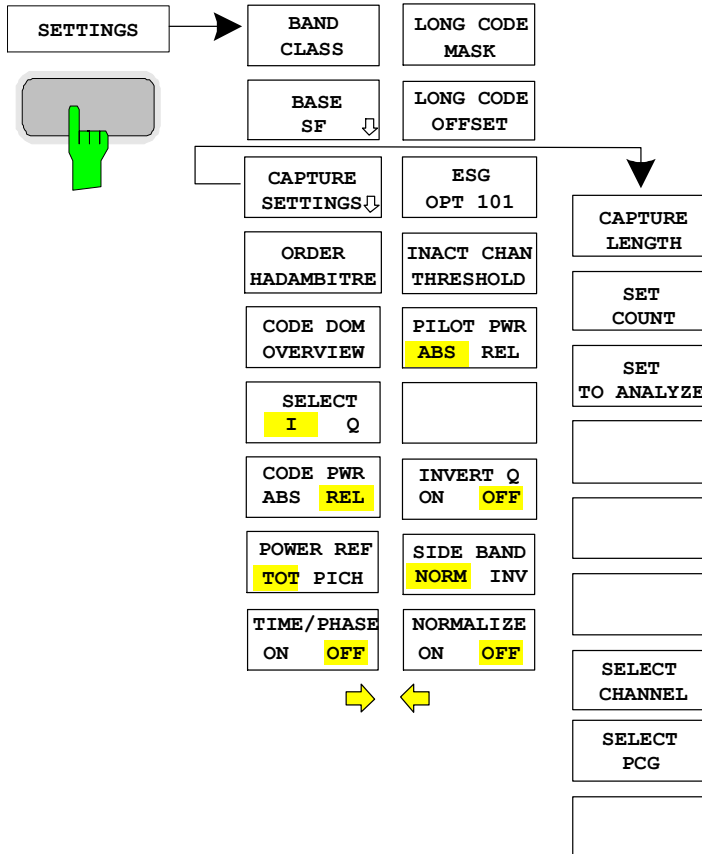 SETTINGS
BAND
CLASS
BASE
SF
CAPTURE
SETTINGS
ORDER
HADAMBITRE
CODE DOM
OVERVIEW
SELECT
I Q
CODE PWR
ABS REL
POWER REF
TOT PICH
TIME/PHASE
ON OFF
LONG CODE
MASK
LONG CODE
OFFSET
ESG
OPT 101
INACT CHAN
THRESHOLD
PILOT PWR
ABS REL
INVERT Q
ON OFF
SIDE BAND
NORM INV
NORMALIZE
ON OFF
CAPTURE
LENGTH
SET
COUNT
SET
TO ANALYZE
SELECT
CHANNEL
SELECT
PCG